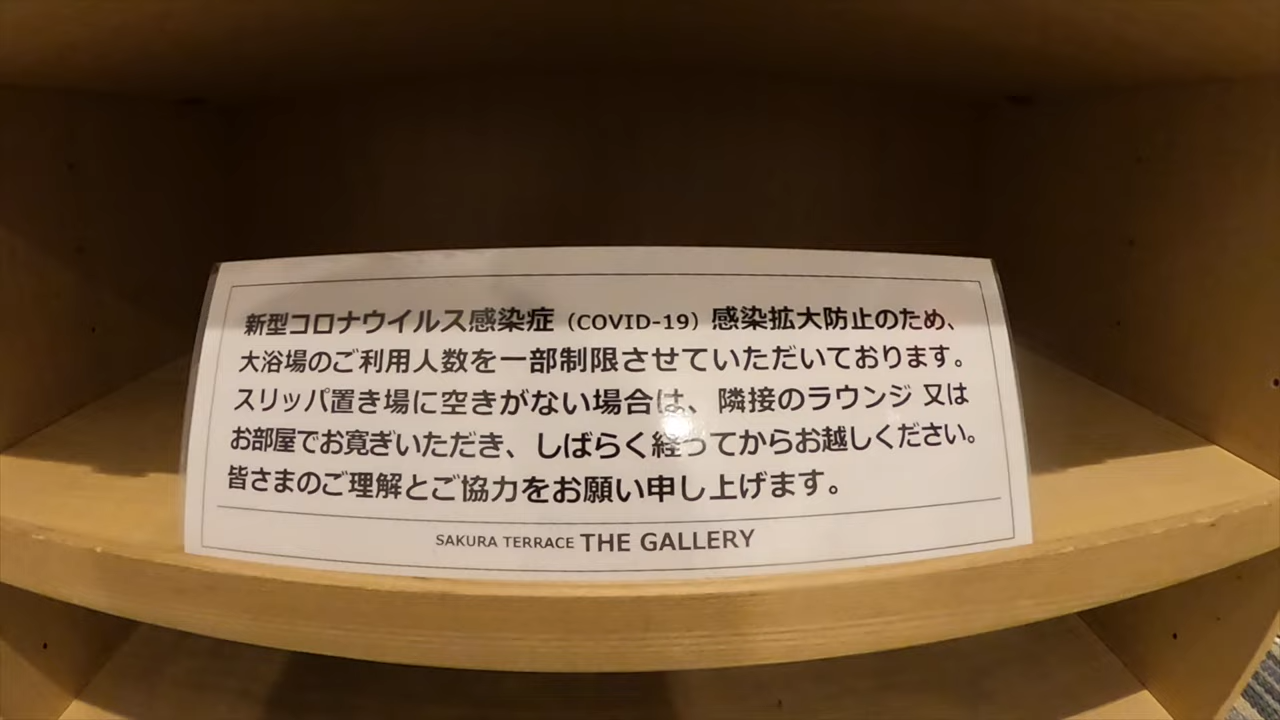 新型コロナウイルス感染症（COVID-19）感染拡大防止のため、
大浴場のご利用人数を一部制限させていただいております。
スリッパ置き場に空きがない場合は、隣接のラウンジ 又は
お部屋でお寛ぎいただき、しばらく経ってからお越しください。
皆さまのご理解とご協力をお願い申し上げます。
SAKURA TERRACE THE GALLERY